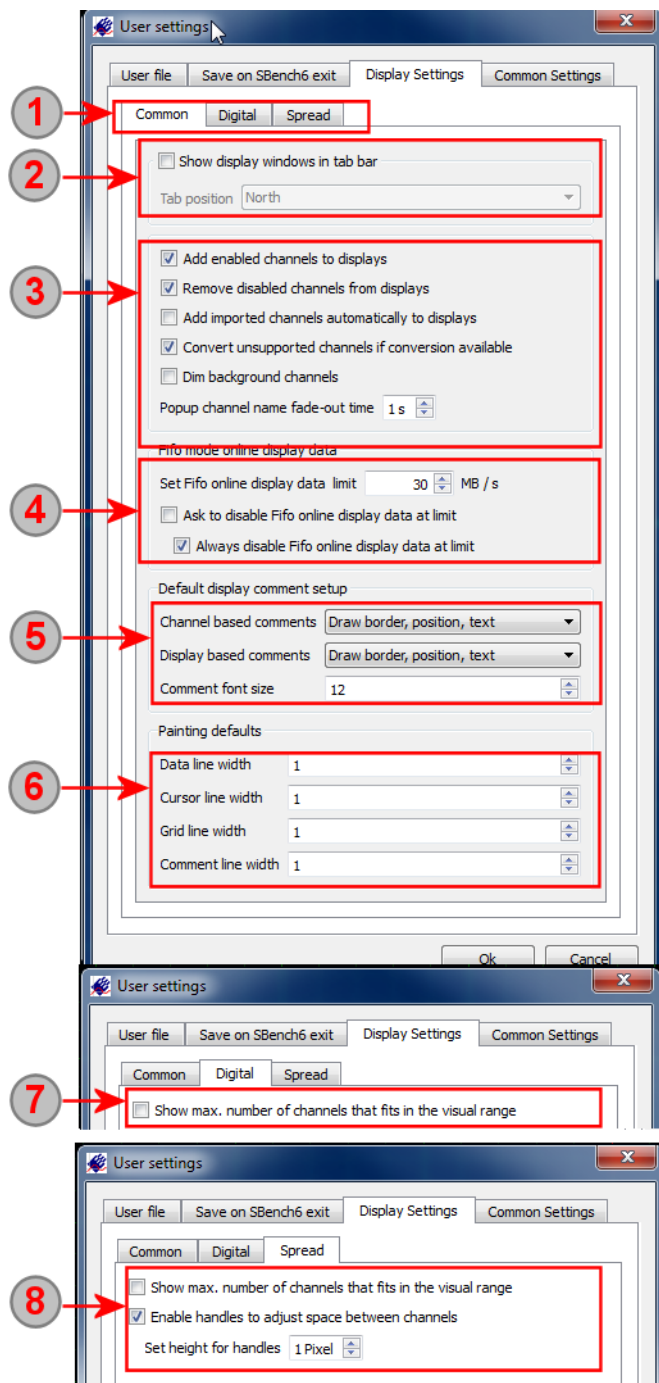 User settings
User file Save on SBench6 exit Display Settings Common Settings
1 Common Digital Spread
2 Show display windows in tab bar
Tab position North
3 Add enabled channels to displays
Remove disabled channels from displays
Add imported channels automatically to displays
Convert unsupported channels if conversion available
Dim background channels
Popup channel name fade-out time 1 s
Fifo mode online display data
4 Set Fifo online display data limit 30 MB / s
Ask to disable Fifo online display data at limit
Always disable Fifo online display data at limit
Default display comment setup
5 Channel based comments Draw border, position, text
Display based comments Draw border, position, text
Comment font size 12
Painting defaults
6 Data line width 1
Cursor line width 1
Grid line width 1
Comment line width 1
Ok Cancel
User settings
User file Save on SBench6 exit Display Settings Common Settings
Common Digital Spread
7 Show max. number of channels that fits in the visual range
User settings
User file Save on SBench6 exit Display Settings Common Settings
Common Digital Spread
8 Show max. number of channels that fits in the visual range
Enable handles to adjust space between channels
Set height for handles 1 Pixel